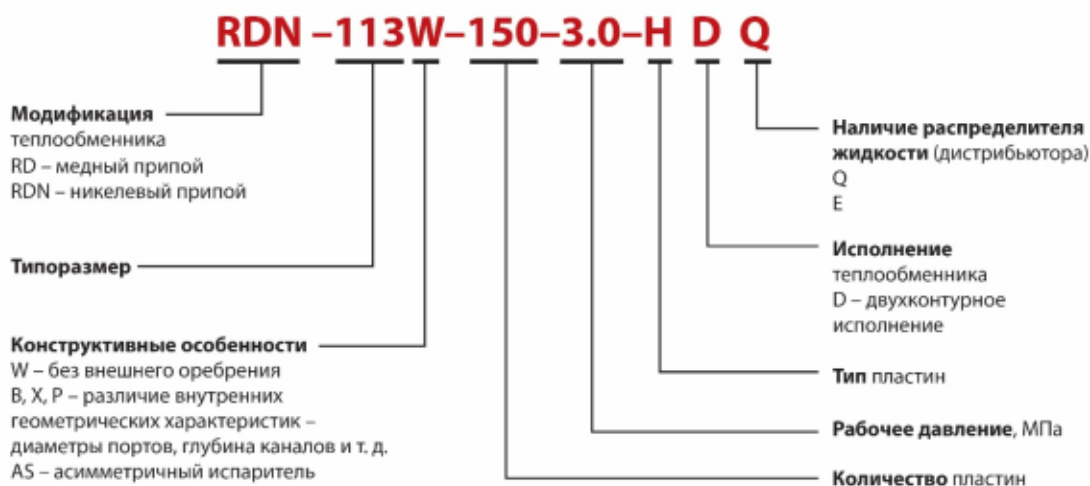 RDN –113W–150–3.0–H D Q
Модификация
теплообменника
RD – медный припой
RDN – никелевый припой
Типоразмер
Конструктивные особенности
W – без внешнего оребрения
B, X, P – различие внутренних
геометрических характеристик –
диаметры портов, глубина каналов и т. д.
AS – асимметричный испаритель
Наличие распределителя
жидкости (дистрибьютора)
Q
E
Исполнение
теплообменника
D – двухконтурное
исполнение
Тип пластин
Рабочее давление, МПа
Количество пластин